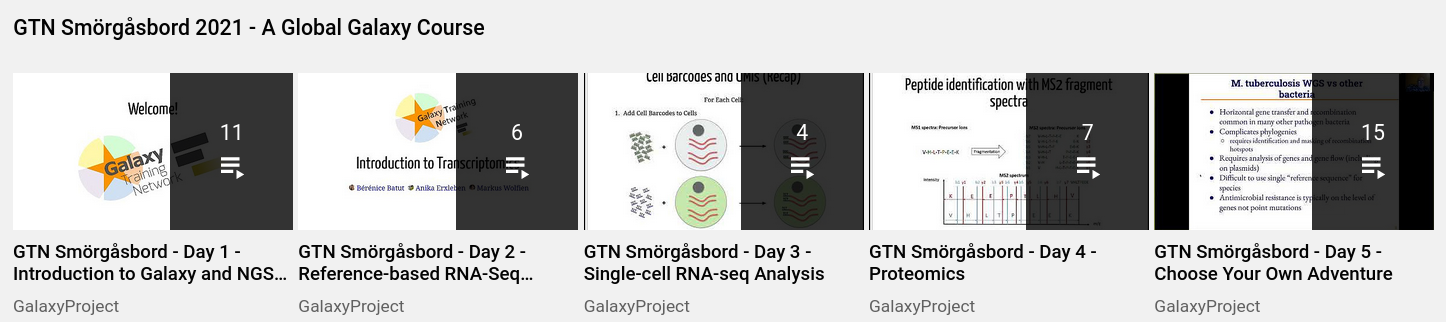 GTN Smörgåsbord 2021 - A Global Galaxy Course
Welcome!
Galaxy
Training
Network
11
GTN Smörgåsbord - Day 1 -
Introduction to Galaxy and NGS...
GalaxyProject
Galaxy Training
Network
Introduction to Transcriptom
Bérénice Batut Anika Erxleben Markus Wolfien
6
GTN Smörgåsbord - Day 2 -
Reference-based RNA-Seq...
GalaxyProject
Cell Barcodes and UMIs (Recap)
For Each Cell
1. Add Cell Barcodes to Cells
4
GTN Smörgåsbord - Day 3 -
Single-cell RNA-seq Analysis
GalaxyProject
Peptide identification with MS2 fragment
spectra
MS1 spectra: Precursor ions
MS2 spectra: Precursor ions
V-H-L-T-P-E-E-K
Fragmentation
MS2 spectrum
Intensity
K E E P
V H L T P
7
GTN Smörgåsbord - Day 4 -
Proteomics
GalaxyProject
M. tuberculosis WGS vs other
bacteria
Horizontal gene transfer and recombination
common in many other pathogen bacteria
Complicates phylogenies
requires identification and masking of recombination
hotspots
Requires analysis of genes and gene flow (incl
on plasmids)
Difficult to use single "reference sequence" for
species
Antimicrobial resistance is typically on the level of
genes not point mutations
15
GTN Smörgåsbord - Day 5 -
Choose Your Own Adventure
GalaxyProject